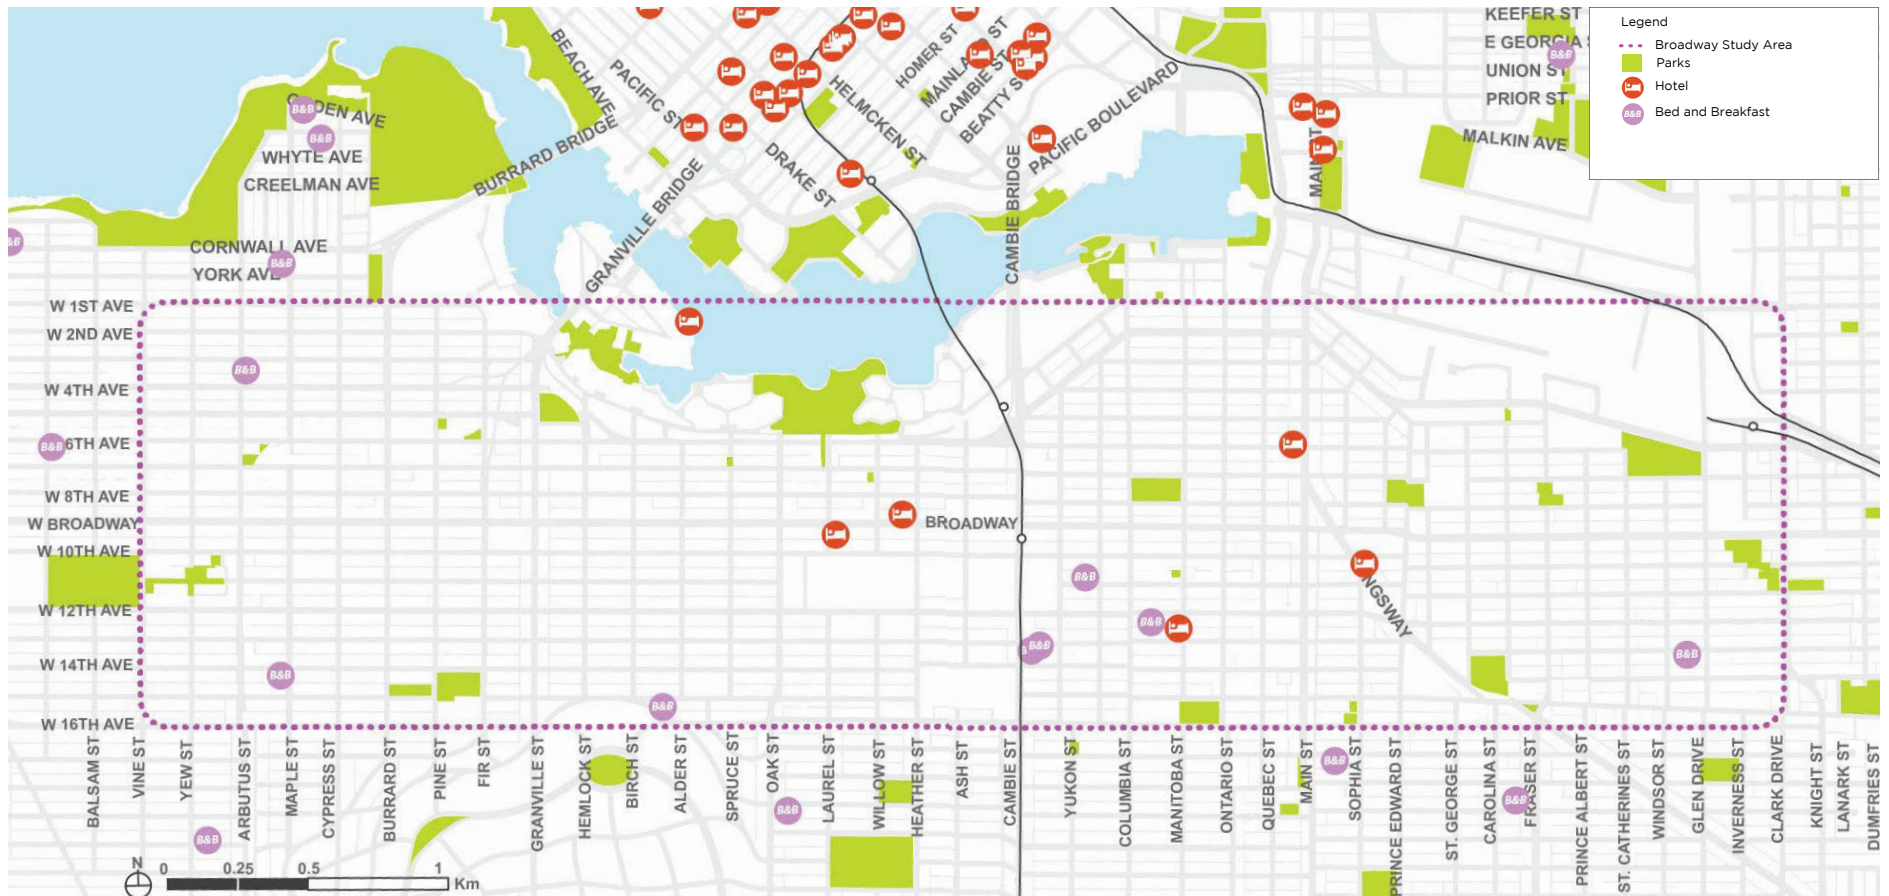 Legend
Broadway Study Area
Parks
Hotel
B&B Bed and Breakfast
KEEFER ST
E GEORGIA
UNION ST
PRIOR ST
MALKIN AVE
B&B
BEACH AVE
PACIFIC ST
BURRARD BRIDGE
GRANVILLE BRIDGE
DRAKE ST
HELMCKEN ST
HOMER ST
CAMBIE ST
BEATTY
PACIFIC BOULEVARD
CAMBIE BRIDGE
MAIN
B&B
B&B
WHYTE AVE
CREELMAN AVE
CORNWALL AVE
YORK AVE
B&B
W 1ST AVE
W 2ND AVE
B&B
W 4TH AVE
B&B
6TH AVE
W 8TH AVE
W BROADWAY
BROADWAY
W 10TH AVE
B&B
W 12TH AVE
B&B
B&B
B&B
W 14TH AVE
B&B
B&B
W 16TH AVE
NGSWAY
BALSAM ST
VINE ST
YEW ST
ARBUTUS ST
MAPLE ST
CYPRESS ST
BURRARD ST
PINE ST
FIR ST
GRANVILLE ST
HEMLOCK ST
BIRCH ST
ALDER ST
SPRUCE ST
OAK ST
LAUREL ST
WILLOW ST
HEATHER ST
ASH ST
CAMBIE ST
YUKON ST
COLUMBIA ST
MANITOBA ST
ONTARIO ST
QUEBEC ST
MAIN ST
SOPHIA ST
PRINCE EDWARD ST
ST. GEORGE ST
CAROLINA ST
FRASER ST
PRINCE ALBERT ST
ST. CATHERINES ST
WINDSOR ST
GLEN DRIVE
INVERNESS ST
CLARK DRIVE
KNIGHT ST
LANARK ST
DUMFRIES ST
B&B
B&B
B&B
B&B
N
0 0.25 0.5 1 Km